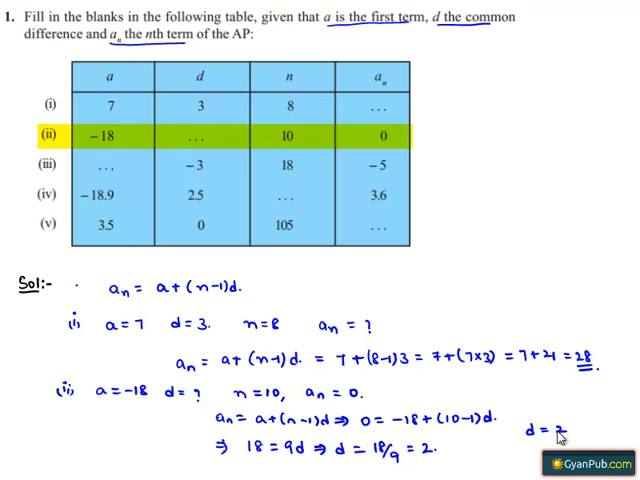 1. Fill in the blanks in the following table, given that a is the first term, d the common
difference and aₙ the nth term of the AP:
a d n aₙ
(i) 7 3 8 ...
(ii) −18 ... 10 0
(iii) ... −3 18 −5
(iv) −18.9 2.5 ... 3.6
(v) 3.5 0 105 ...
Sol:- aₙ = a + (n−1)d.
(i) a = 7 d = 3. n = 8 aₙ = ?
aₙ = a + (n−1)d. = 7 + (8−1)3 = 7 + (7×3) = 7 + 21 = 28
(ii) a = −18 d = ? n = 10, aₙ = 0.
aₙ = a + (n−1)d ⇒ 0 = −18 + (10−1)d.
⇒ 18 = 9d ⇒ d = 18/9 = 2.
d = 2
GyanPub.com